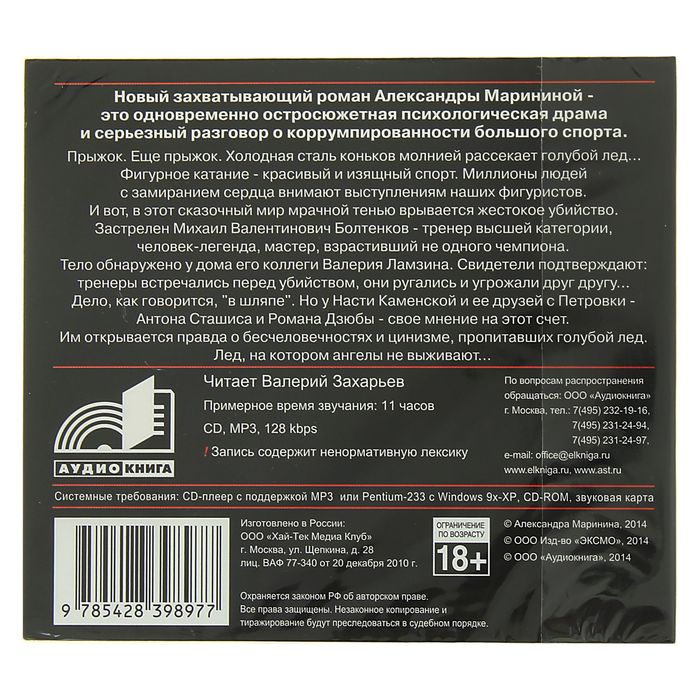 Новый захватывающий роман Александры Марининой -
это одновременно остросюжетная психологическая драма
и серьезный разговор о коррумпированности большого спорта.
Прыжок. Еще прыжок. Холодная сталь коньков молнией рассекает голубой лед...
Фигурное катание - красивый и изящный спорт. Миллионы людей
с замиранием сердца внимают выступлениям наших фигуристов.
И вот, в этот сказочный мир мрачной тенью врывается жестокое убийство.
Застрелен Михаил Валентинович Болтенков - тренер высшей категории,
человек-легенда, мастер, взрастивший не одного чемпиона.
Тело обнаружено у дома его коллеги Валерия Ламзина. Свидетели подтверждают:
тренеры встречались перед убийством, они ругались и угрожали друг другу...
Дело, как говорится, "в шляпе". Но у Насти Каменской и ее друзей с Петровки -
Антона Сташиса и Романа Дзюбы - свое мнение на этот счет.
Им открывается правда о бесчеловечностях и цинизме, пропитавших голубой лед.
Лед, на котором ангелы не выживают...
АУДИОКНИГА
Читает Валерий Захарьев
Примерное время звучания: 11 часов
CD, MP3, 128 kbps
! Запись содержит ненормативную лексику
По вопросам распространения
обращаться: ООО «Аудиокнига»
г. Москва, тел.: 7(495) 232-19-16,
7(495) 231-24-94,
7(495) 231-24-97,
e-mail: office@elkniga.ru
www.elkniga.ru, www.ast.ru
Системные требования: CD-плеер с поддержкой MP3 или Pentium-233 с Windows 9x-XP, CD-ROM, звуковая карта
9 785428 398977
Изготовлено в России:
ООО «Хай-Тек Медиа Клуб»
г. Москва, ул. Щепкина, д. 28
лиц. ВАФ 77-340 от 20 декабря 2010 г.
Охраняется законом РФ об авторском праве.
Все права защищены. Незаконное копирование и
тиражирование будут преследоваться в судебном порядке.
ОГРАНИЧЕНИЕ
ПО ВОЗРАСТУ
18+
© Александра Маринина, 2014
© ООО Изд-во «ЭКСМО», 2014
© ООО «Аудиокнига», 2014